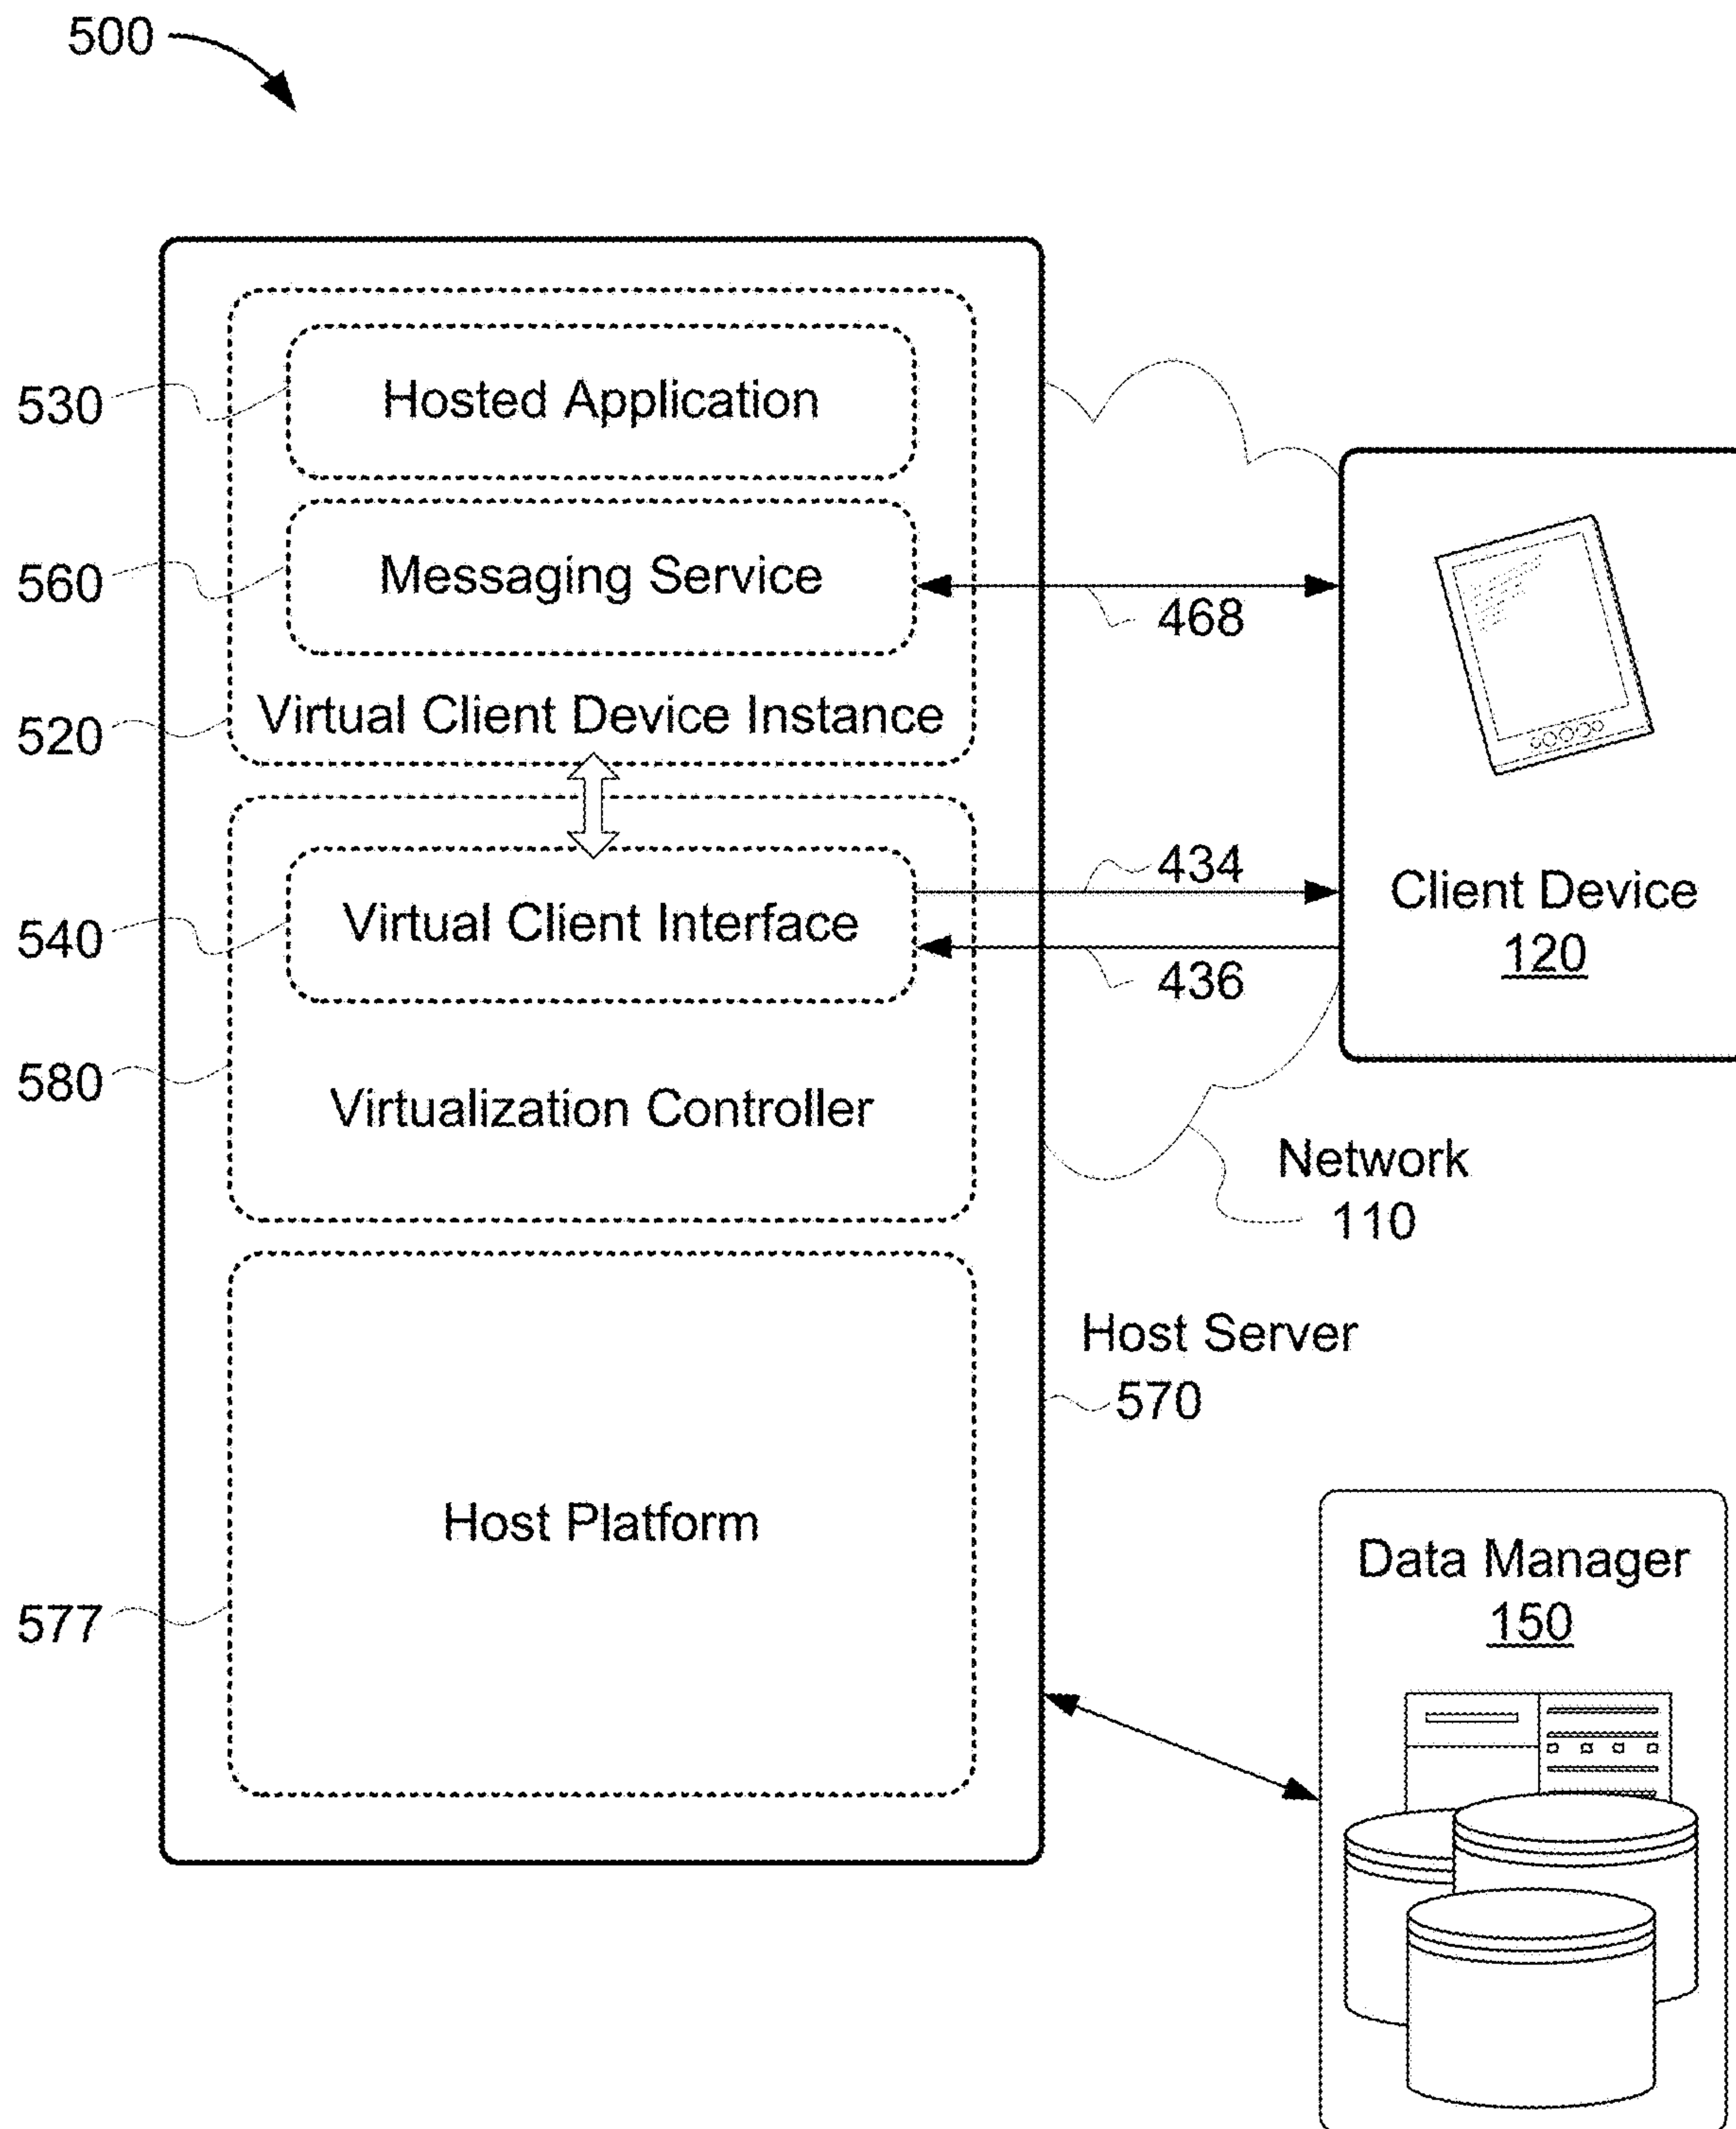 500
530
Hosted Application
560
Messaging Service
468
520
Virtual Client Device Instance
434
540
Virtual Client Interface
436
Client Device
120
580
Virtualization Controller
Network
110
Host Server
570
577
Host Platform
Data Manager
150